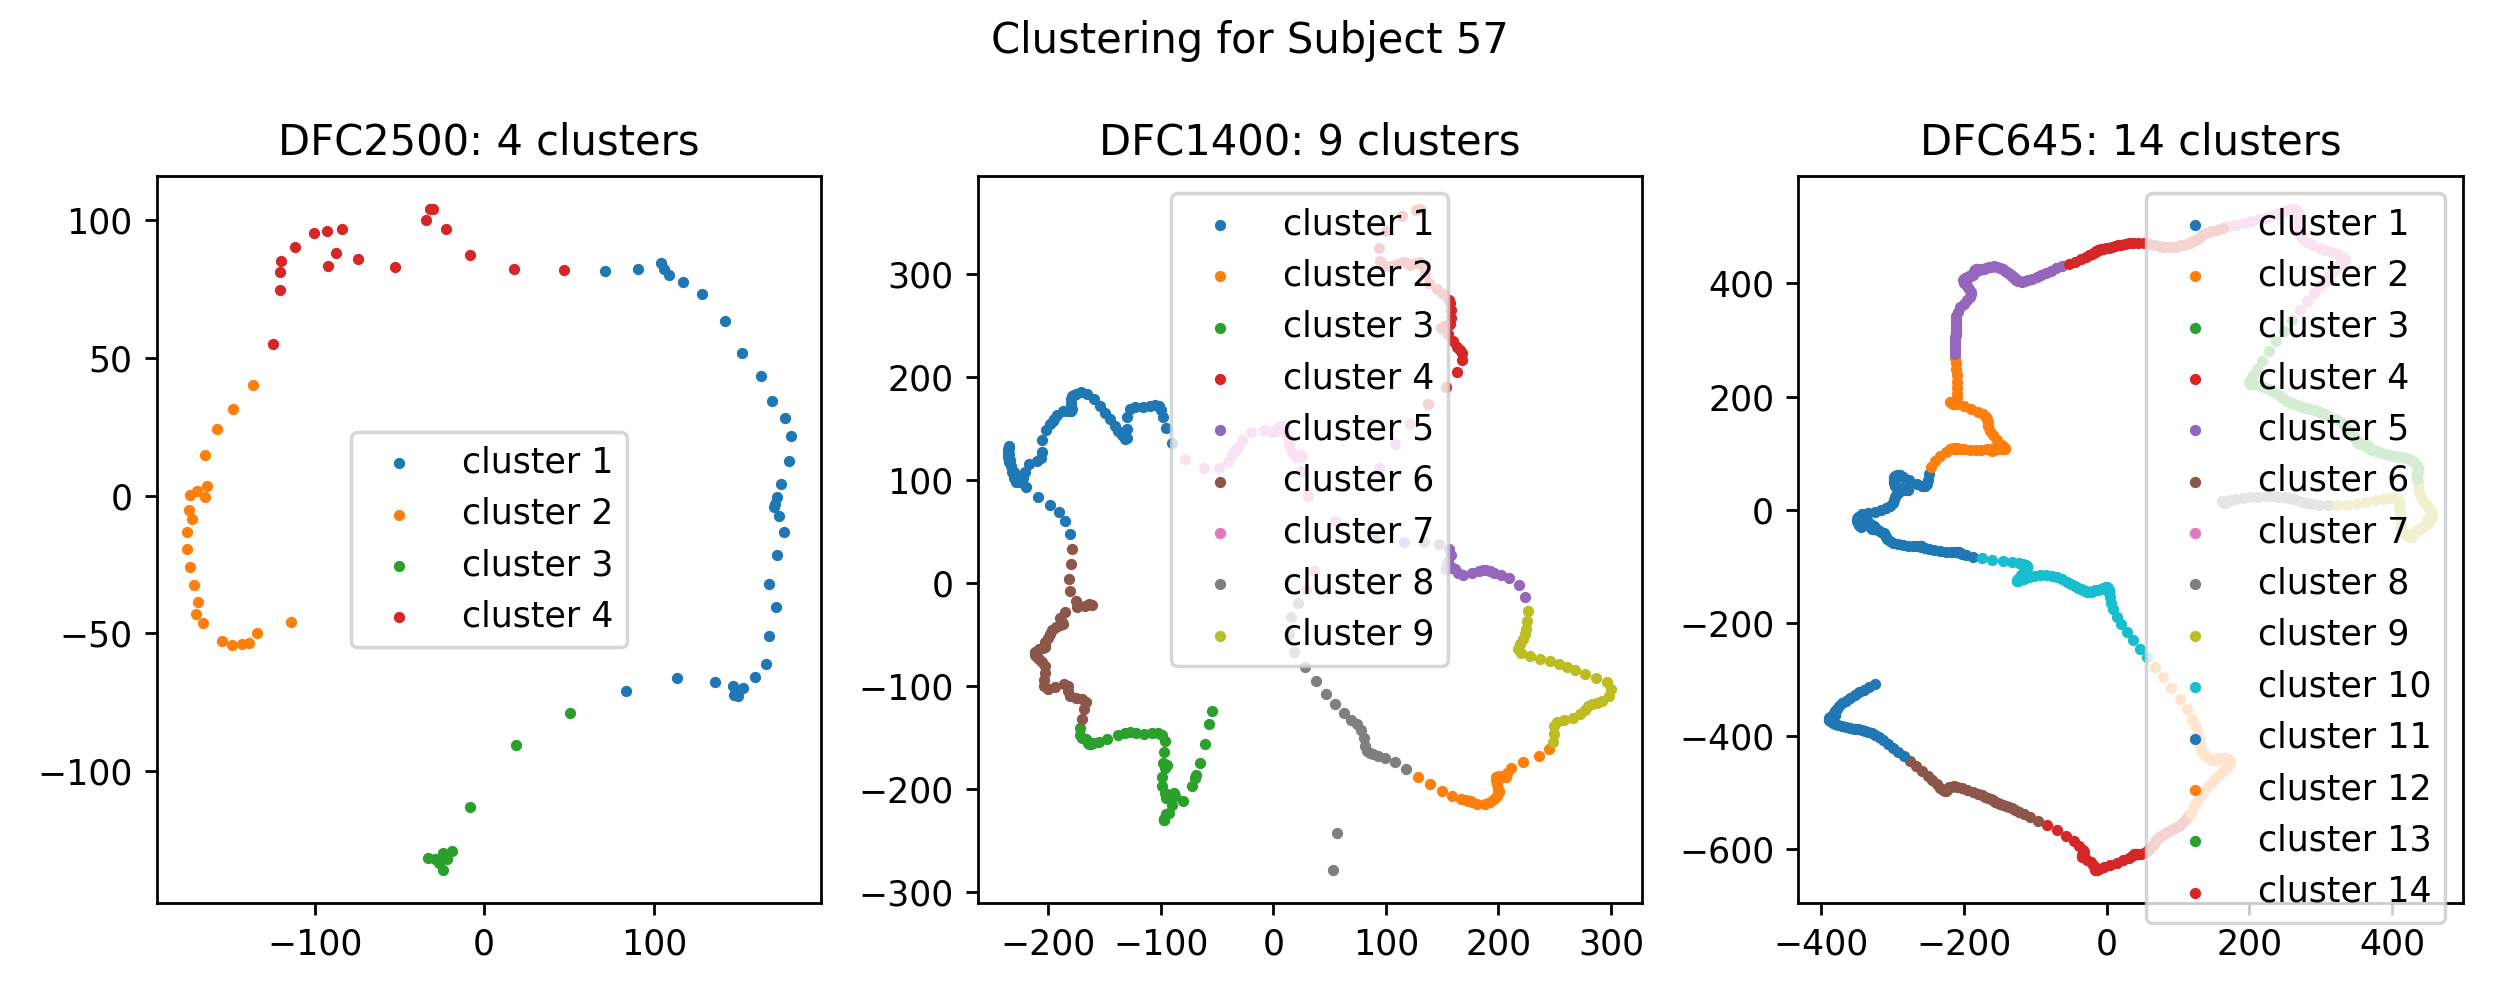 Clustering for Subject 57
DFC2500: 4 clusters
100
50
0
−50
−100
−100
0
100
cluster 1
cluster 2
cluster 3
cluster 4
DFC1400: 9 clusters
300
200
100
0
−100
−200
−300
−200
−100
0
100
200
300
cluster 1
cluster 2
cluster 3
cluster 4
cluster 5
cluster 6
cluster 7
cluster 8
cluster 9
DFC645: 14 clusters
400
200
0
−200
−400
−600
−400
−200
0
200
400
cluster 1
cluster 2
cluster 3
cluster 4
cluster 5
cluster 6
cluster 7
cluster 8
cluster 9
cluster 10
cluster 11
cluster 12
cluster 13
cluster 14